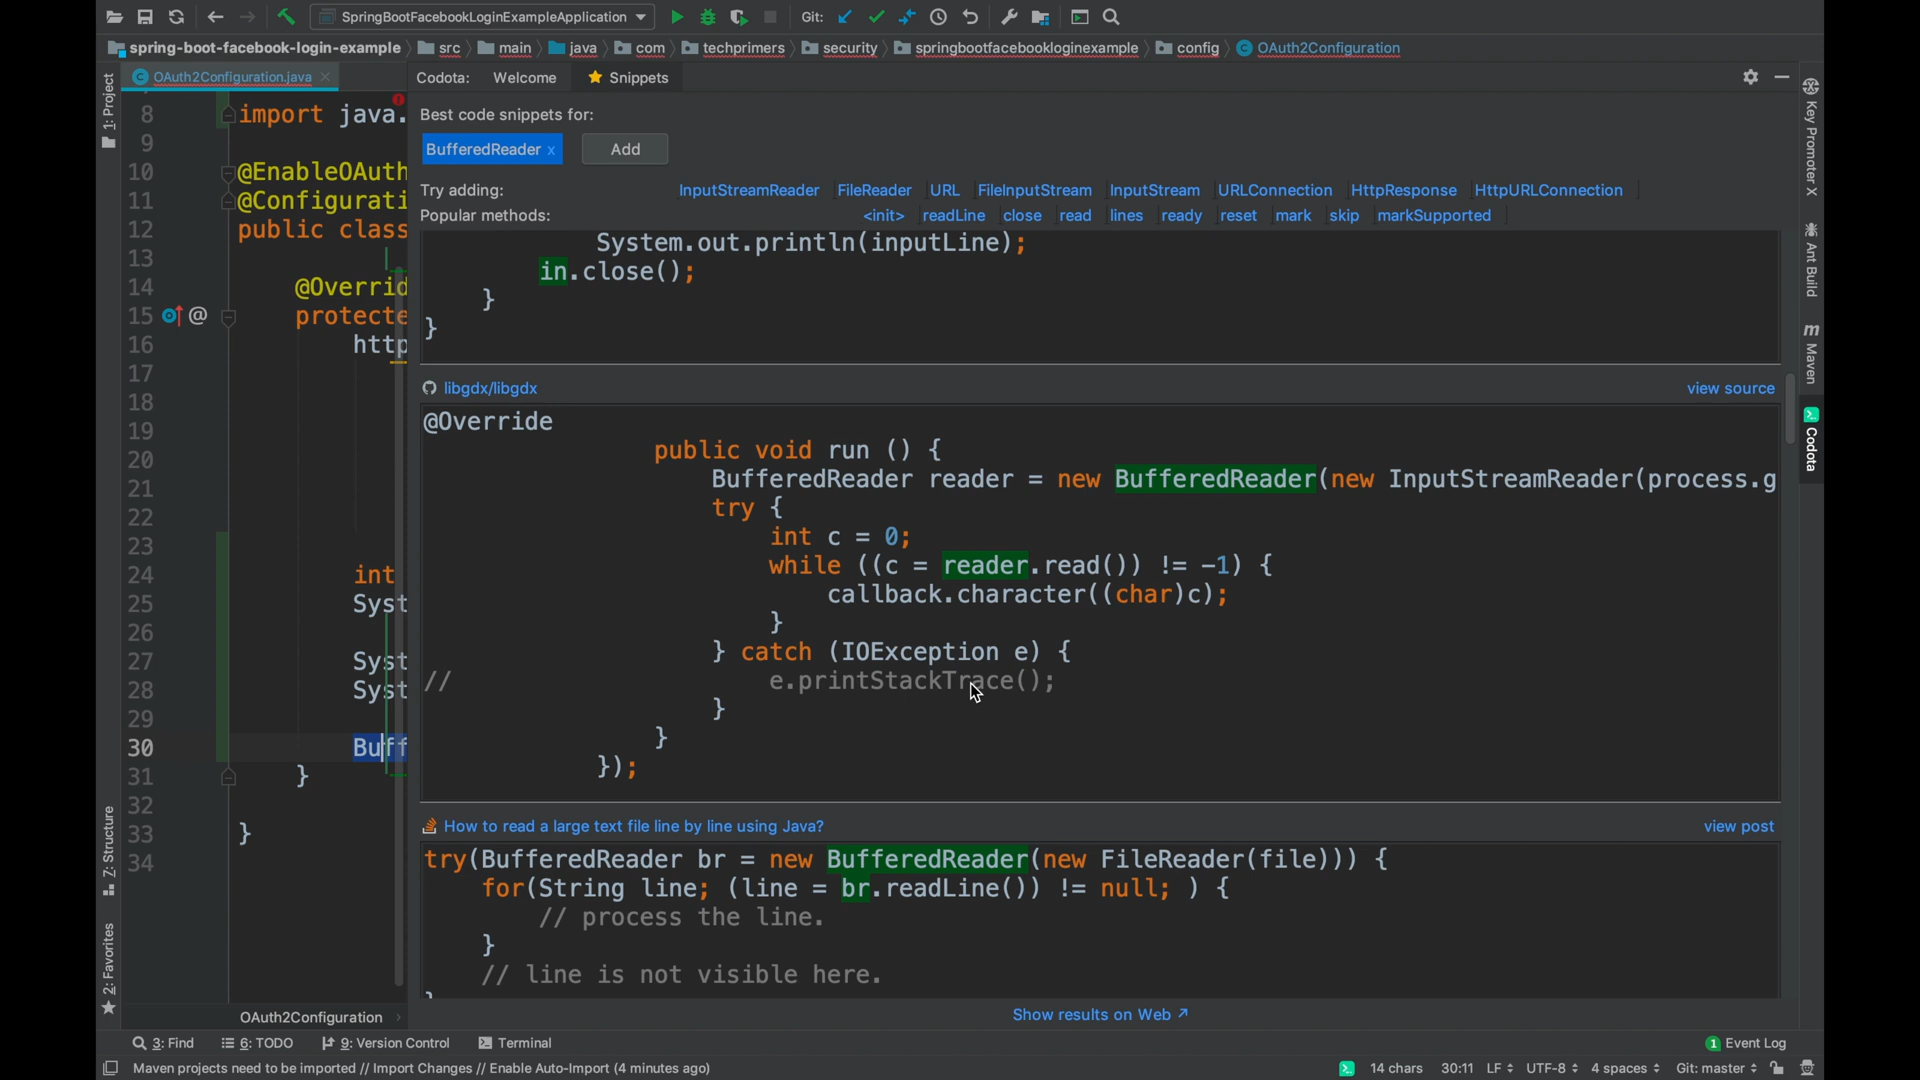 SpringBootFacebookLoginExampleApplication
Git:
spring-boot-facebook-login-example
src
main
java
com
techprimers
security
springbootfacebookloginexample
config
OAuth2Configuration
1: Project
OAuth2Configuration.java
Codota:
Welcome
Snippets
Best code snippets for:
BufferedReader x
Add
Try adding:
InputStreamReader
FileReader
URL
FileInputStream
InputStream
URLConnection
HttpResponse
HttpURLConnection
Popular methods:
<init>
readLine
close
read
lines
ready
reset
mark
skip
markSupported
8 import java.
9
10 @EnableOAuth
11 @Configurati
12 public class
13
14 @Overrid
15 @ protecte
16 http
17
18
19
20
21
22
23
24 int
25 Syst
26
27 Syst
28 Syst
29
30 Buff
31 }
32
33 }
34
System.out.println(inputLine);
in.close();
}
}
libgdx/libgdx
view source
@Override
public void run () {
BufferedReader reader = new BufferedReader(new InputStreamReader(process.g
try {
int c = 0;
while ((c = reader.read()) != -1) {
callback.character((char)c);
}
} catch (IOException e) {
// e.printStackTrace();
}
}
});
How to read a large text file line by line using Java?
view post
try(BufferedReader br = new BufferedReader(new FileReader(file))) {
for(String line; (line = br.readLine()) != null; ) {
// process the line.
}
// line is not visible here.
}
Show results on Web ↗
Key Promoter X
Ant Build
m Maven
Codota
Z: Structure
2: Favorites
OAuth2Configuration
3: Find
6: TODO
9: Version Control
Terminal
1 Event Log
Maven projects need to be imported // Import Changes // Enable Auto-Import (4 minutes ago)
14 chars
30:11
LF
UTF-8
4 spaces
Git: master